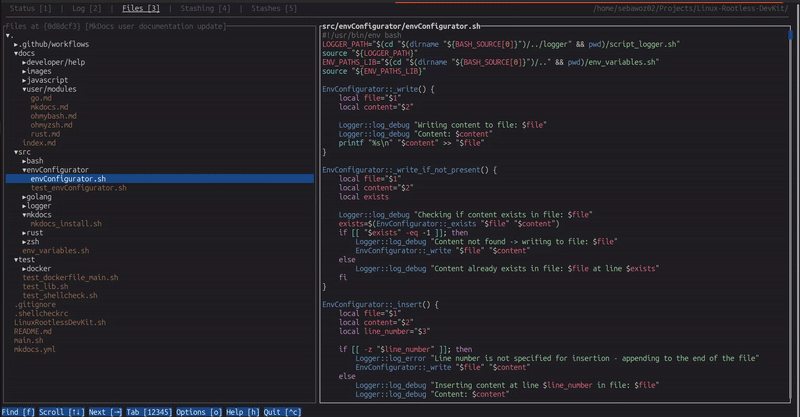 Status [1] | Log [2] | Files [3] | Stashing [4] | Stashes [5]
/home/sebawoz02/Projects/Linux-Rootless-DevKit/
Files at {0d8dcf3} [MkDocs user documentation update]
▼.
▶.github/workflows
▼docs
▶developer/help
▶images
▶javascript
▼user/modules
go.md
mkdocs.md
ohmybash.md
ohmyzsh.md
rust.md
index.md
▼src
▶bash
▼envConfigurator
envConfigurator.sh
test_envConfigurator.sh
▶golang
▶logger
▼mkdocs
mkdocs_install.sh
▶rust
▶zsh
env_variables.sh
▼test
▶docker
test_dockerfile_main.sh
test_lib.sh
test_shellcheck.sh
.gitignore
.shellcheckrc
LinuxRootlessDevKit.sh
README.md
main.sh
mkdocs.yml
src/envConfigurator/envConfigurator.sh
#!/usr/bin/env bash
LOGGER_PATH="$(cd "$(dirname "${BASH_SOURCE[0]}")/../logger" && pwd)/script_logger.sh"
source "${LOGGER_PATH}"
ENV_PATHS_LIB="$(cd "$(dirname "${BASH_SOURCE[0]}")/.." && pwd)/env_variables.sh"
source "${ENV_PATHS_LIB}"
EnvConfigurator::_write() {
local file="$1"
local content="$2"
Logger::log_debug "Writing content to file: $file"
Logger::log_debug "Content: $content"
printf "%s\n" "$content" >> "$file"
}
EnvConfigurator::_write_if_not_present() {
local file="$1"
local content="$2"
local exists
Logger::log_debug "Checking if content exists in file: $file"
exists=$(EnvConfigurator::_exists "$file" "$content")
if [[ "$exists" -eq -1 ]]; then
Logger::log_debug "Content not found -> writing to file: $file"
EnvConfigurator::_write "$file" "$content"
else
Logger::log_debug "Content already exists in file: $file at line $exists"
fi
}
EnvConfigurator::_insert() {
local file="$1"
local content="$2"
local line_number="$3"
if [[ -z "$line_number" ]]; then
Logger::log_error "Line number is not specified for insertion - appending to the end of the file"
EnvConfigurator::_write "$file" "$content"
else
Logger::log_debug "Inserting content at line $line_number in file: $file"
Logger::log_debug "Content: $content"
Find [f] Scroll [↑↓] Next [→] Tab [12345] Options [o] Help [h] Quit [^c]